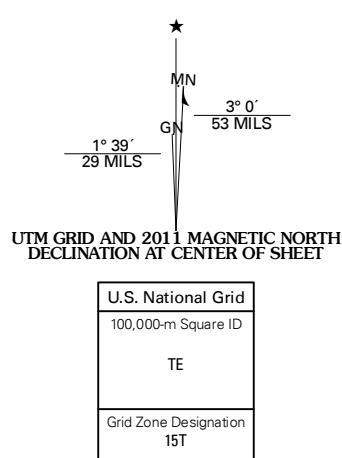 ★
MN
GN
3° 0´
53 MILS
1° 39´
29 MILS
UTM GRID AND 2011 MAGNETIC NORTH
DECLINATION AT CENTER OF SHEET
U.S. National Grid
100,000-m Square ID
TE
Grid Zone Designation
15T